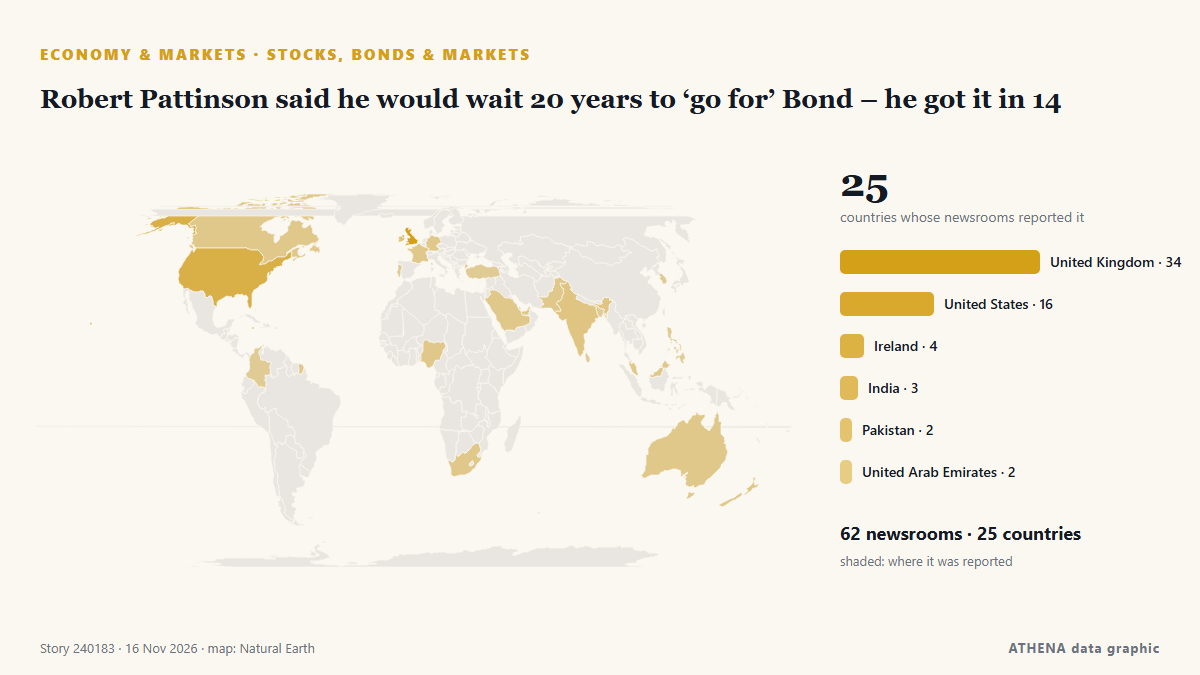 ECONOMY & MARKETS · STOCKS, BONDS & MARKETS
Robert Pattinson said he would wait 20 years to ‘go for’ Bond – he got it in 14
25
countries whose newsrooms reported it
United Kingdom · 34
United States · 16
Ireland · 4
India · 3
Pakistan · 2
United Arab Emirates · 2
62 newsrooms · 25 countries
shaded: where it was reported
Story 240183 · 16 Nov 2026 · map: Natural Earth
ATHENA data graphic